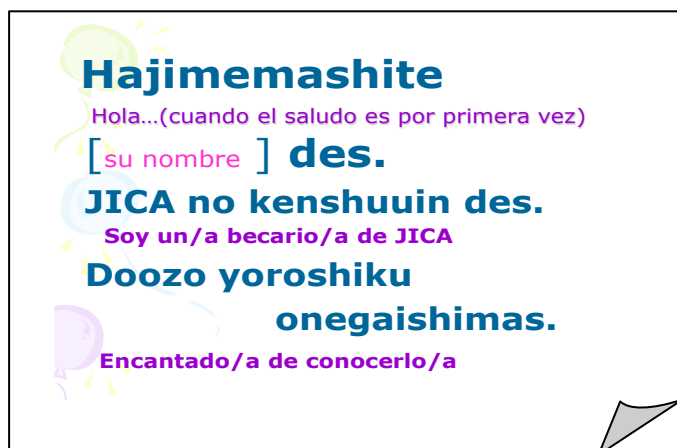 Hajimemashite
Hola...(cuando el saludo es por primera vez)
[su nombre ] des.
JICA no kenshuuin des.
Soy un/a becario/a de JICA
Doozo yoroshiku
onegaishimas.
Encantado/a de conocerlo/a